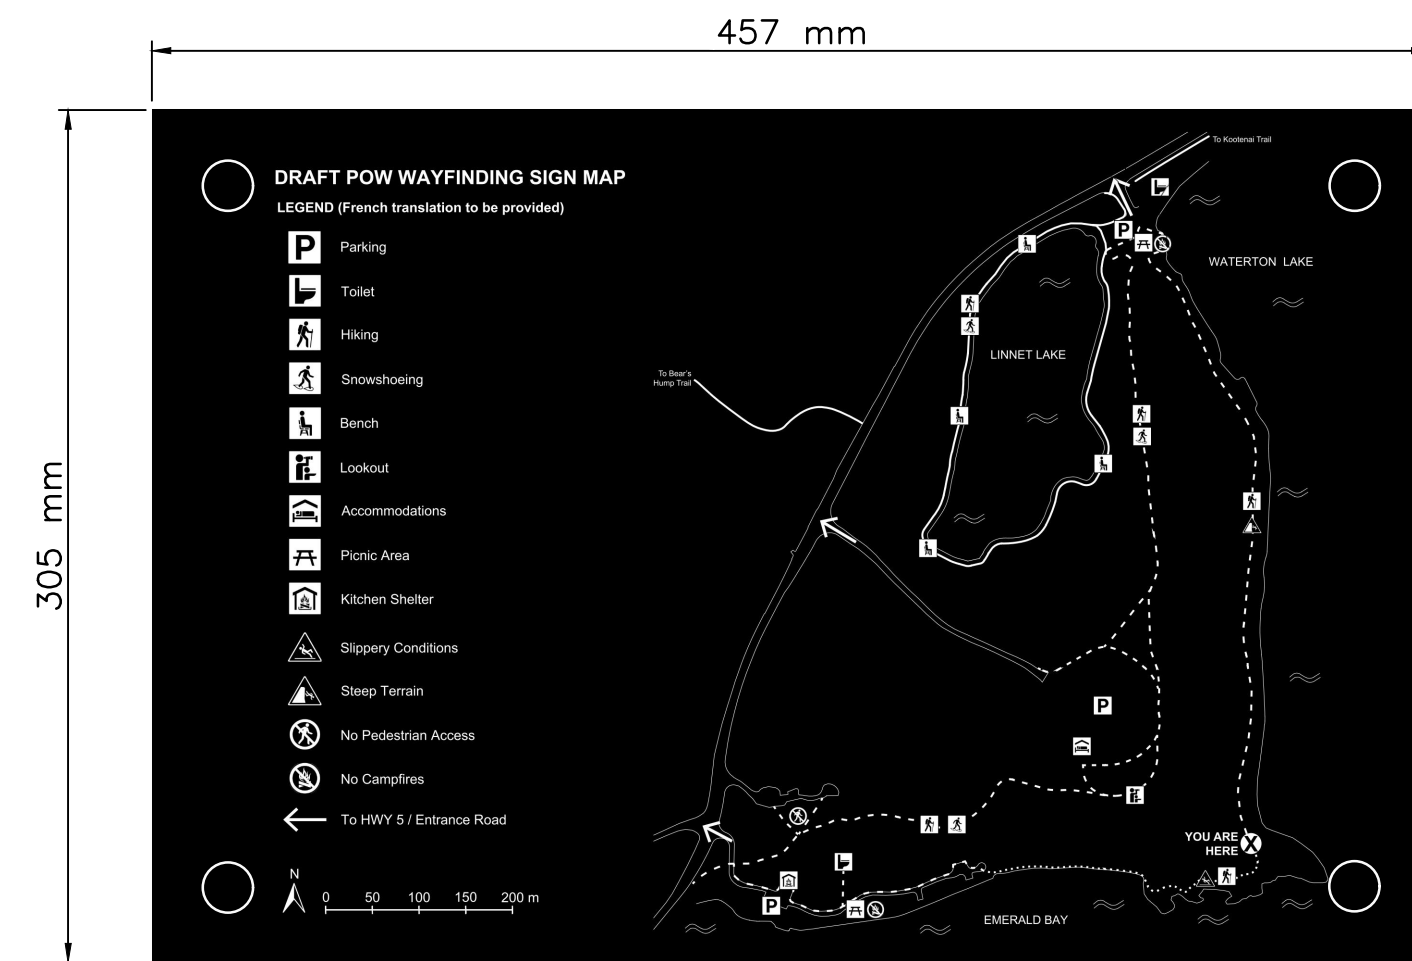 457 mm
305 mm
DRAFT POW WAYFINDING SIGN MAP
LEGEND (French translation to be provided)
P Parking
Toilet
Hiking
Snowshoeing
Bench
Lookout
Accommodations
Picnic Area
Kitchen Shelter
Slippery Conditions
Steep Terrain
No Pedestrian Access
No Campfires
To HWY 5 / Entrance Road
N
0 50 100 150 200 m
To Kootenai Trail
P
WATERTON LAKE
LINNET LAKE
To Bear's
Hump Trail
P
YOU ARE
HERE X
P
EMERALD BAY